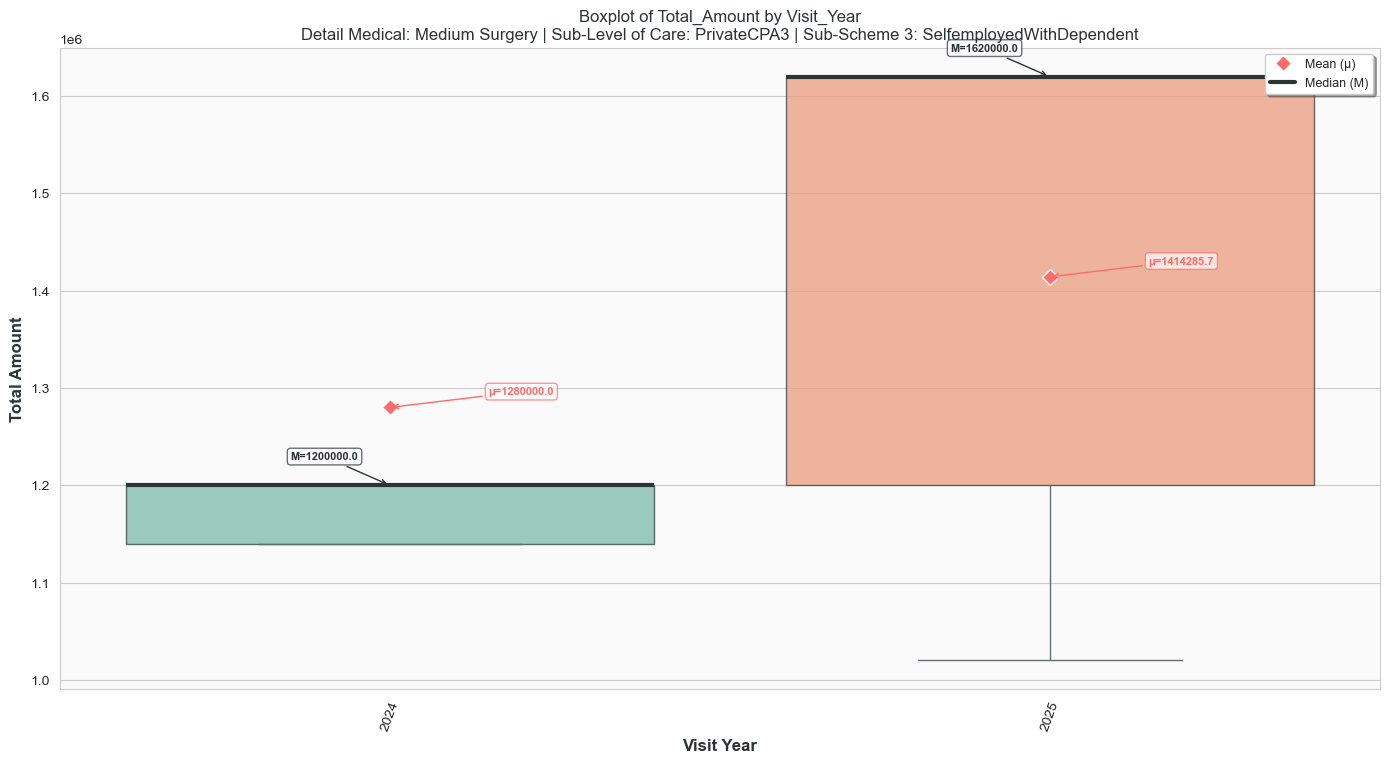 Boxplot of Total_Amount by Visit_Year
Detail Medical: Medium Surgery | Sub-Level of Care: PrivateCPA3 | Sub-Scheme 3: SelfemployedWithDependent
1e6
M=1620000.0
Mean (μ)
Median (M)
1.6
1.5
1.4
1.3
1.2
1.1
1.0
μ=1414285.7
μ=1280000.0
M=1200000.0
Total Amount
2024
2025
Visit Year